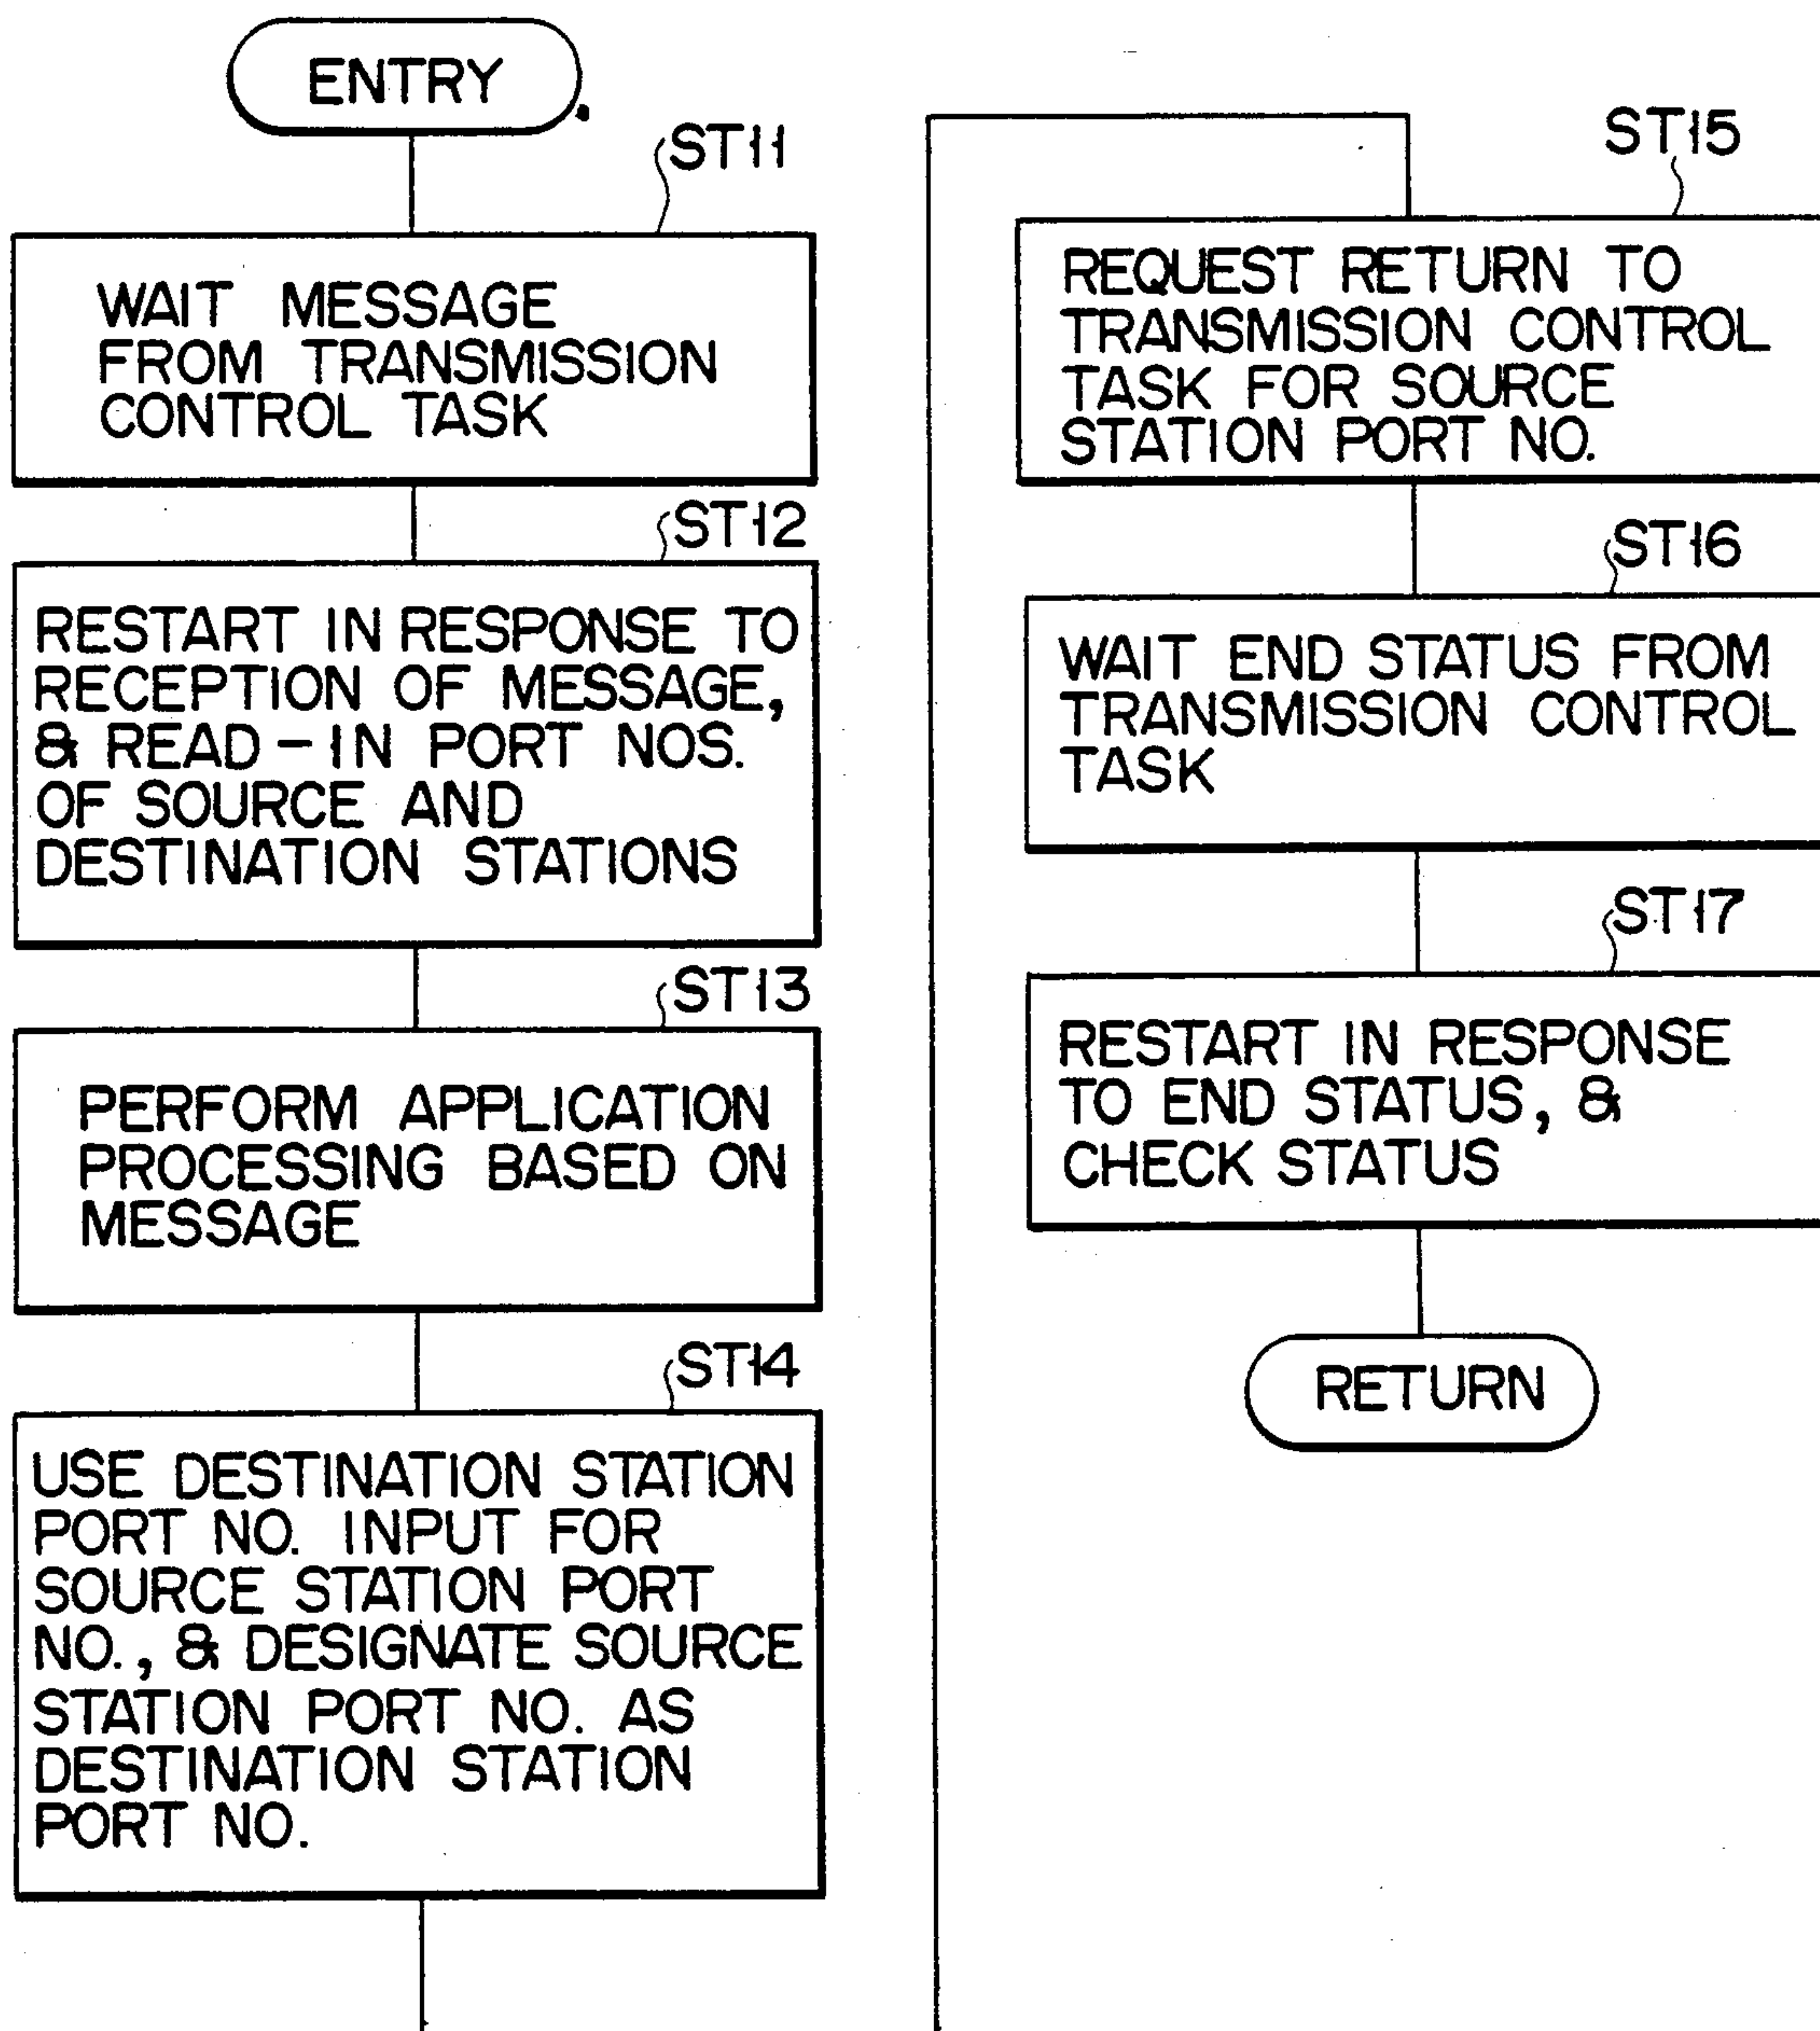 ENTRY
ST11
WAIT MESSAGE
FROM TRANSMISSION
CONTROL TASK
ST12
RESTART IN RESPONSE TO
RECEPTION OF MESSAGE,
& READ-IN PORT NOS.
OF SOURCE AND
DESTINATION STATIONS
ST13
PERFORM APPLICATION
PROCESSING BASED ON
MESSAGE
ST14
USE DESTINATION STATION
PORT NO. INPUT FOR
SOURCE STATION PORT
NO., & DESIGNATE SOURCE
STATION PORT NO. AS
DESTINATION STATION
PORT NO.
ST15
REQUEST RETURN TO
TRANSMISSION CONTROL
TASK FOR SOURCE
STATION PORT NO.
ST16
WAIT END STATUS FROM
TRANSMISSION CONTROL
TASK
ST17
RESTART IN RESPONSE
TO END STATUS, &
CHECK STATUS
RETURN